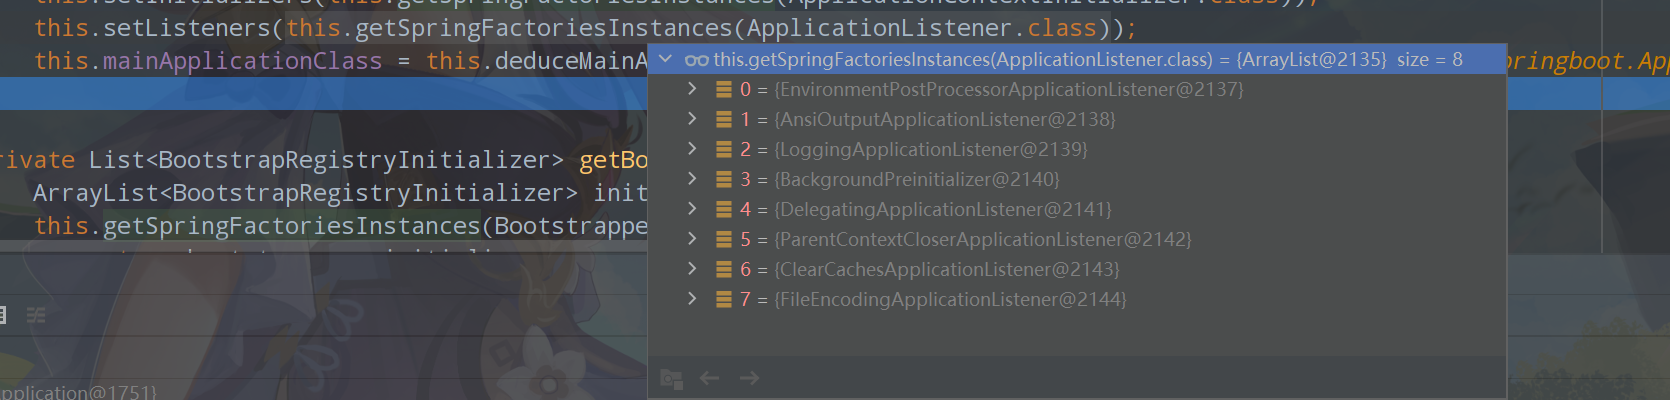 this.setInitializers(this.getSpringFactoriesInstances(ApplicationContextInitializer.class));
this.setListeners(this.getSpringFactoriesInstances(ApplicationListener.class));
this.mainApplicationClass = this.deduceMainA
pringboot.App
this.getSpringFactoriesInstances(ApplicationListener.class) = {ArrayList@2135} size = 8
0 = {EnvironmentPostProcessorApplicationListener@2137}
1 = {AnsiOutputApplicationListener@2138}
2 = {LoggingApplicationListener@2139}
3 = {BackgroundPreinitializer@2140}
4 = {DelegatingApplicationListener@2141}
5 = {ParentContextCloserApplicationListener@2142}
6 = {ClearCachesApplicationListener@2143}
7 = {FileEncodingApplicationListener@2144}
rivate List<BootstrapRegistryInitializer> getBo
ArrayList<BootstrapRegistryInitializer> init
this.getSpringFactoriesInstances(Bootstrappe
pplication@1751}